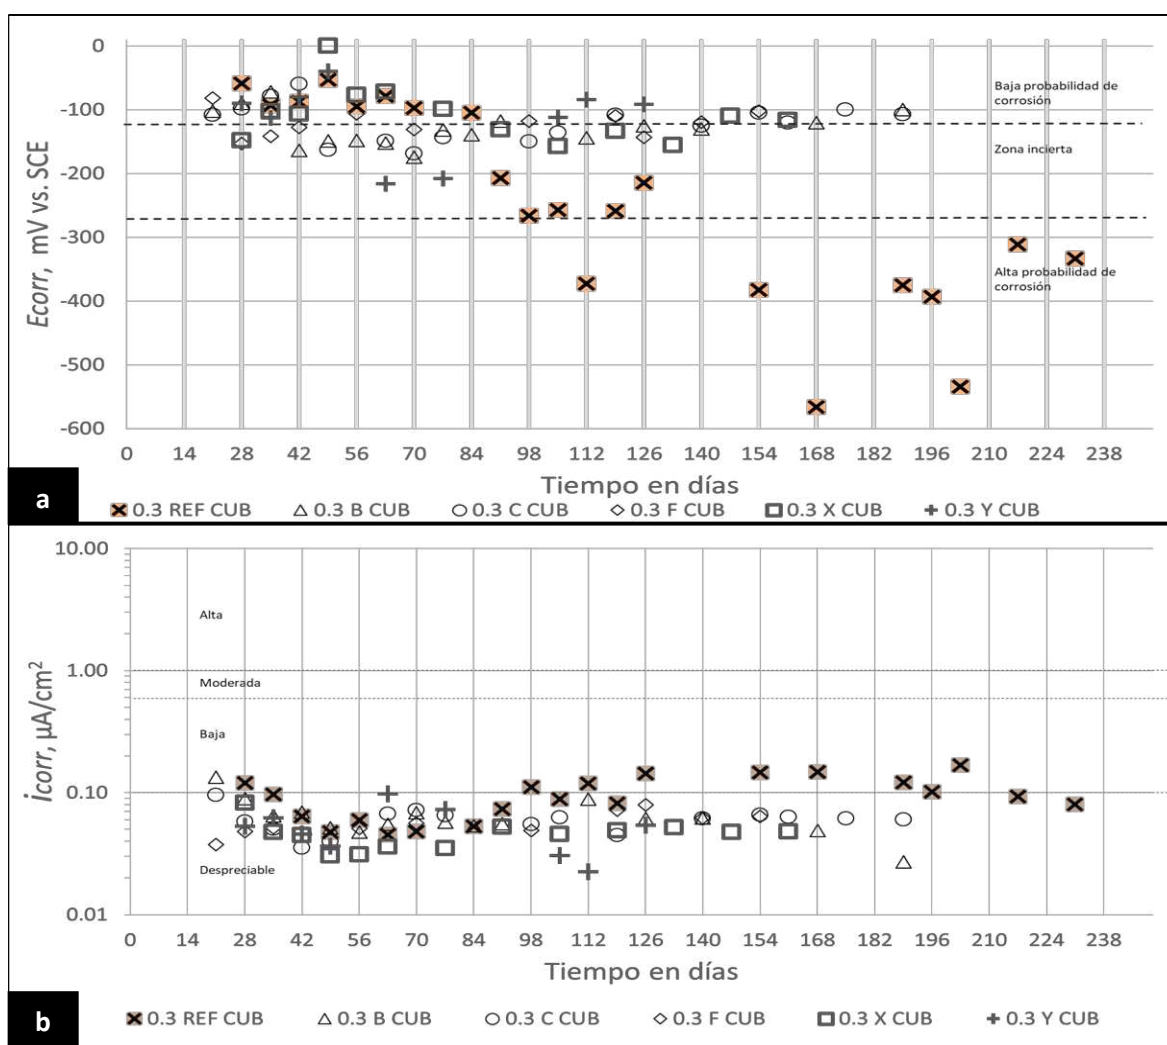 0
-100
-200
-300
-400
-500
-600
Ecorr, mV vs. SCE
Baja probabilidad de
corrosión
Zona incierta
Alta probabilidad de
corrosión
0 14 28 42 56 70 84 98 112 126 140 154 168 182 196 210 224 238
Tiempo en días
a
0.3 REF CUB 0.3 B CUB 0.3 C CUB 0.3 F CUB 0.3 X CUB 0.3 Y CUB
10.00
1.00
0.10
0.01
icorr, µA/cm²
Alta
Moderada
Baja
Despreciable
0 14 28 42 56 70 84 98 112 126 140 154 168 182 196 210 224 238
Tiempo en días
b
0.3 REF CUB 0.3 B CUB 0.3 C CUB 0.3 F CUB 0.3 X CUB 0.3 Y CUB